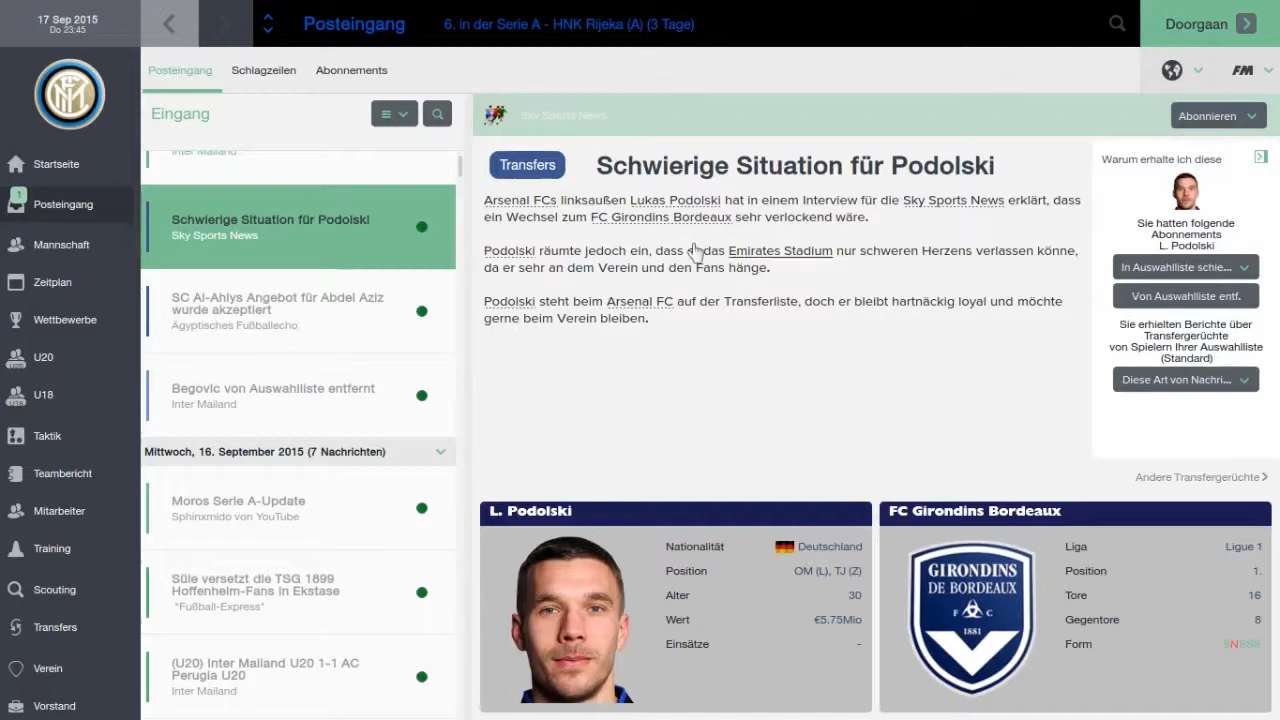 17 Sep 2015
Do 23:45
Posteingang
6. in der Serie A - HNK Rijeka (A) (3 Tage)
Doorgaan
Posteingang
Schlagzeilen
Abonnements
FM
Startseite
1
Posteingang
Mannschaft
Zeitplan
Wettbewerbe
U20
U18
Taktik
Teambericht
Mitarbeiter
Training
Scouting
Transfers
Verein
Vorstand
Eingang
Inter Mailand
Schwierige Situation für Podolski
Sky Sports News
SC Al-Ahlys Angebot für Abdel Aziz
wurde akzeptiert
Ägyptisches Fußballecho
Begovic von Auswahlliste entfernt
Inter Mailand
Mittwoch, 16. September 2015 (7 Nachrichten)
Moros Serie A-Update
Sphinxmido von YouTube
Süle versetzt die TSG 1899
Hoffenheim-Fans in Ekstase
"Fußball-Express"
(U20) Inter Mailand U20 1-1 AC
Perugia U20
Inter Mailand
Sky Sports News
Abonnieren
Transfers
Schwierige Situation für Podolski
Arsenal FCs linksaußen Lukas Podolski hat in einem Interview für die Sky Sports News erklärt, dass
ein Wechsel zum FC Girondins Bordeaux sehr verlockend wäre.
Podolski räumte jedoch ein, dass das Emirates Stadium nur schweren Herzens verlassen könne,
da er sehr an dem Verein und den Fans hänge.
Podolski steht beim Arsenal FC auf der Transferliste, doch er bleibt hartnäckig loyal und möchte
gerne beim Verein bleiben.
Warum erhalte ich diese
Sie hatten folgende
Abonnements
L. Podolski
In Auswahlliste schie...
Von Auswahlliste entf.
Sie erhielten Berichte über
Transfergerüchte
von Spielern Ihrer Auswahlliste
(Standard)
Diese Art von Nachri...
Andere Transfergerüchte
L. Podolski
Nationalität Deutschland
Position OM (L), TJ (Z)
Alter 30
Wert €5.75Mio
Einsätze -
FC Girondins Bordeaux
GIRONDINS
DE BORDEAUX
F C
1881
Liga Ligue 1
Position 1.
Tore 16
Gegentore 8
Form SNSSS